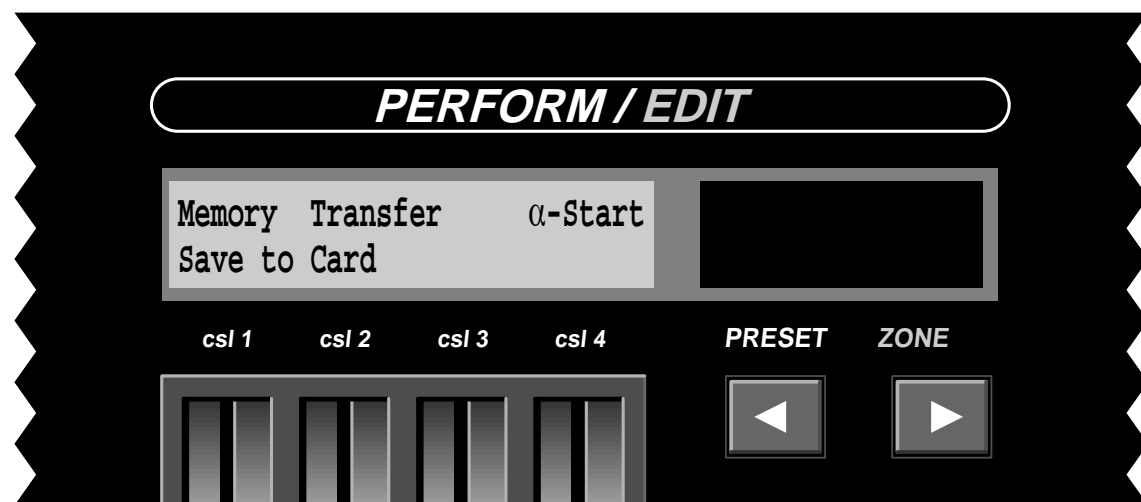 PERFORM / EDIT
Memory Transfer α-Start
Save to Card
csl 1 csl 2 csl 3 csl 4 PRESET ZONE